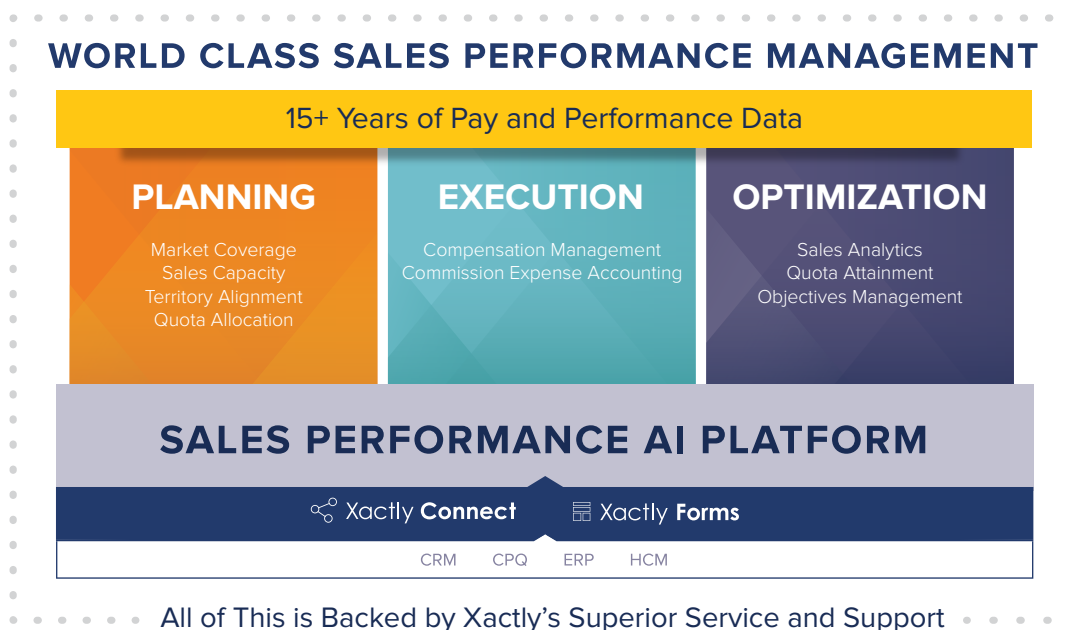 WORLD CLASS SALES PERFORMANCE MANAGEMENT
15+ Years of Pay and Performance Data
PLANNING
Market Coverage
Sales Capacity
Territory Alignment
Quota Allocation
EXECUTION
Compensation Management
Commission Expense Accounting
OPTIMIZATION
Sales Analytics
Quota Attainment
Objectives Management
SALES PERFORMANCE AI PLATFORM
Xactly Connect
Xactly Forms
CRM CPQ ERP HCM
All of This is Backed by Xactly's Superior Service and Support